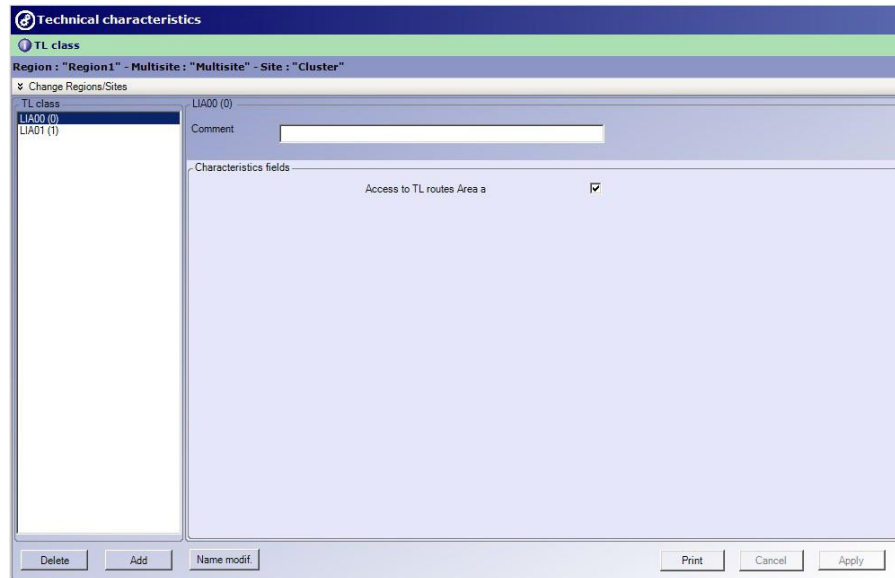 Technical characteristics
TL class
Region : "Region1" - Multisite : "Multisite" - Site : "Cluster"
Change Regions/Sites
TL class
LIA00 (0)
LIA01 (1)
LIA00 (0)
Comment
Characteristics fields
Access to TL routes Area a
Delete Add Name modif. Print Cancel Apply